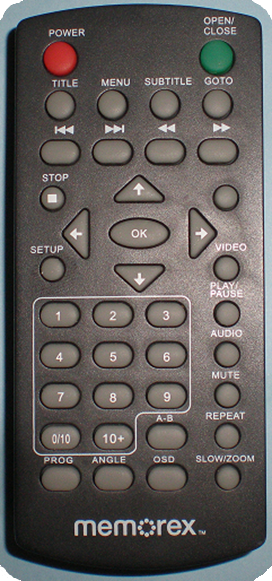 POWER
OPEN/
CLOSE
TITLE MENU SUBTITLE GOTO
STOP
OK
SETUP
VIDEO
PLAY/
PAUSE
1 2 3
AUDIO
4 5 6
MUTE
7 8 9
A-B
REPEAT
0/10 10+
PROG ANGLE OSD SLOW/ZOOM
memorex™